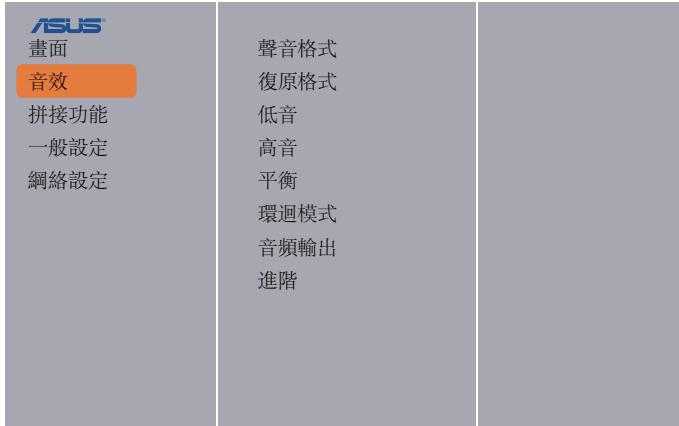 ASUS
畫面
音效
拼接功能
一般設定
網絡設定
聲音格式
復原格式
低音
高音
平衡
環迴模式
音頻輸出
進階